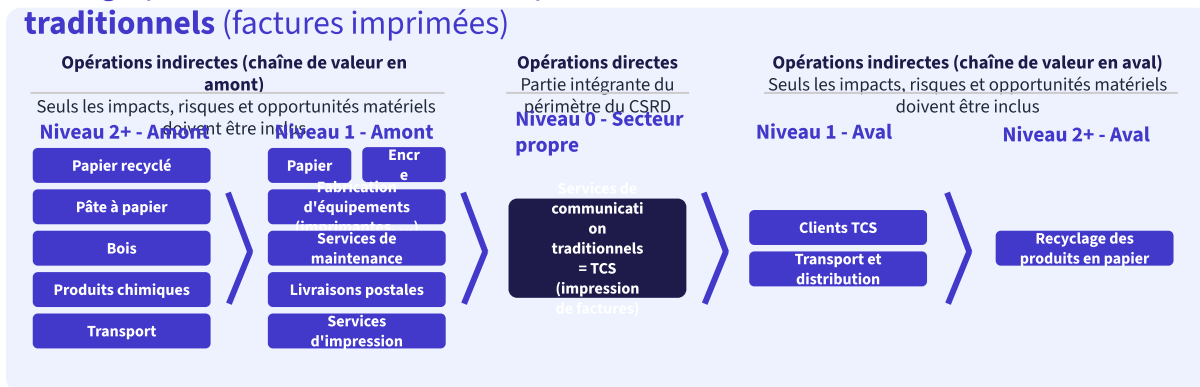 traditionnels (factures imprimées)
Opérations indirectes (chaîne de valeur en
amont)
Seuls les impacts, risques et opportunités matériels
doivent être inclus
Opérations directes
Partie intégrante du
périmètre du CSRD
Opérations indirectes (chaîne de valeur en aval)
Seuls les impacts, risques et opportunités matériels
doivent être inclus
Niveau 2+ - Amont
Papier recyclé
Pâte à papier
Bois
Produits chimiques
Transport
Niveau 1 - Amont
Papier
Encr
e
Fabrication
d'équipements
(imprimantes, ...)
Services de
maintenance
Livraisons postales
Services
d'impression
Niveau 0 - Secteur
propre
Services de
communicati
on
traditionnels
= TCS
(impression
de factures)
Niveau 1 - Aval
Clients TCS
Transport et
distribution
Niveau 2+ - Aval
Recyclage des
produits en papier